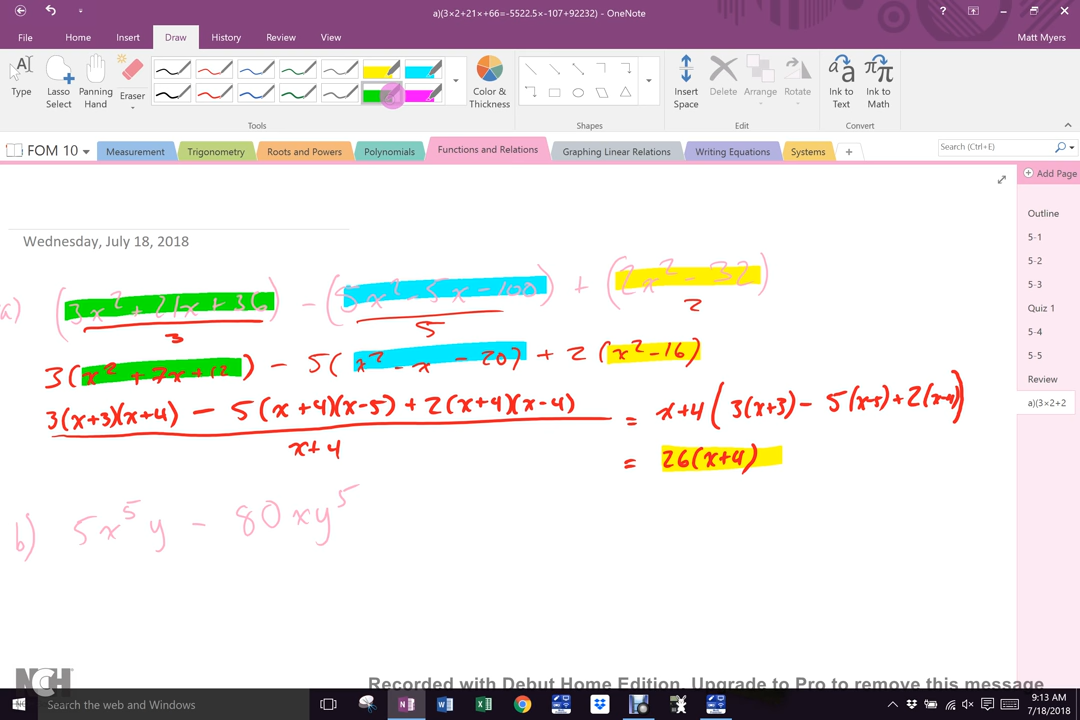 a)(3×2+21×+66=-5522.5×-107+92232) - OneNote
File Home Insert Draw History Review View Matt Myers
Type Lasso Select Panning Hand Eraser Color & Thickness Insert Space Delete Arrange Rotate Ink to Text Ink to Math
Tools Shapes Edit Convert
FOM 10 Measurement Trigonometry Roots and Powers Polynomials Functions and Relations Graphing Linear Relations Writing Equations Systems + Search (Ctrl+E)
Add Page
Outline
5-1
5-2
5-3
Quiz 1
5-4
5-5
Review
a)(3×2+2
Wednesday, July 18, 2018
a) (3x² + 21x + 36) - (5x² - 5x - 100) + (2x² - 32)
3 5 2
3(x² + 7x + 12) - 5(x² - x - 20) + 2(x² - 16)
3(x+3)(x+4) - 5(x+4)(x-5) + 2(x+4)(x-4) = x+4(3(x+3) - 5(x-5) + 2(x-4))
x+4
= 26(x+4)
b) 5x⁵y - 80xy⁵
NCH
Recorded with Debut Home Edition. Upgrade to Pro to remove this message
Search the web and Windows
9:13 AM
7/18/2018